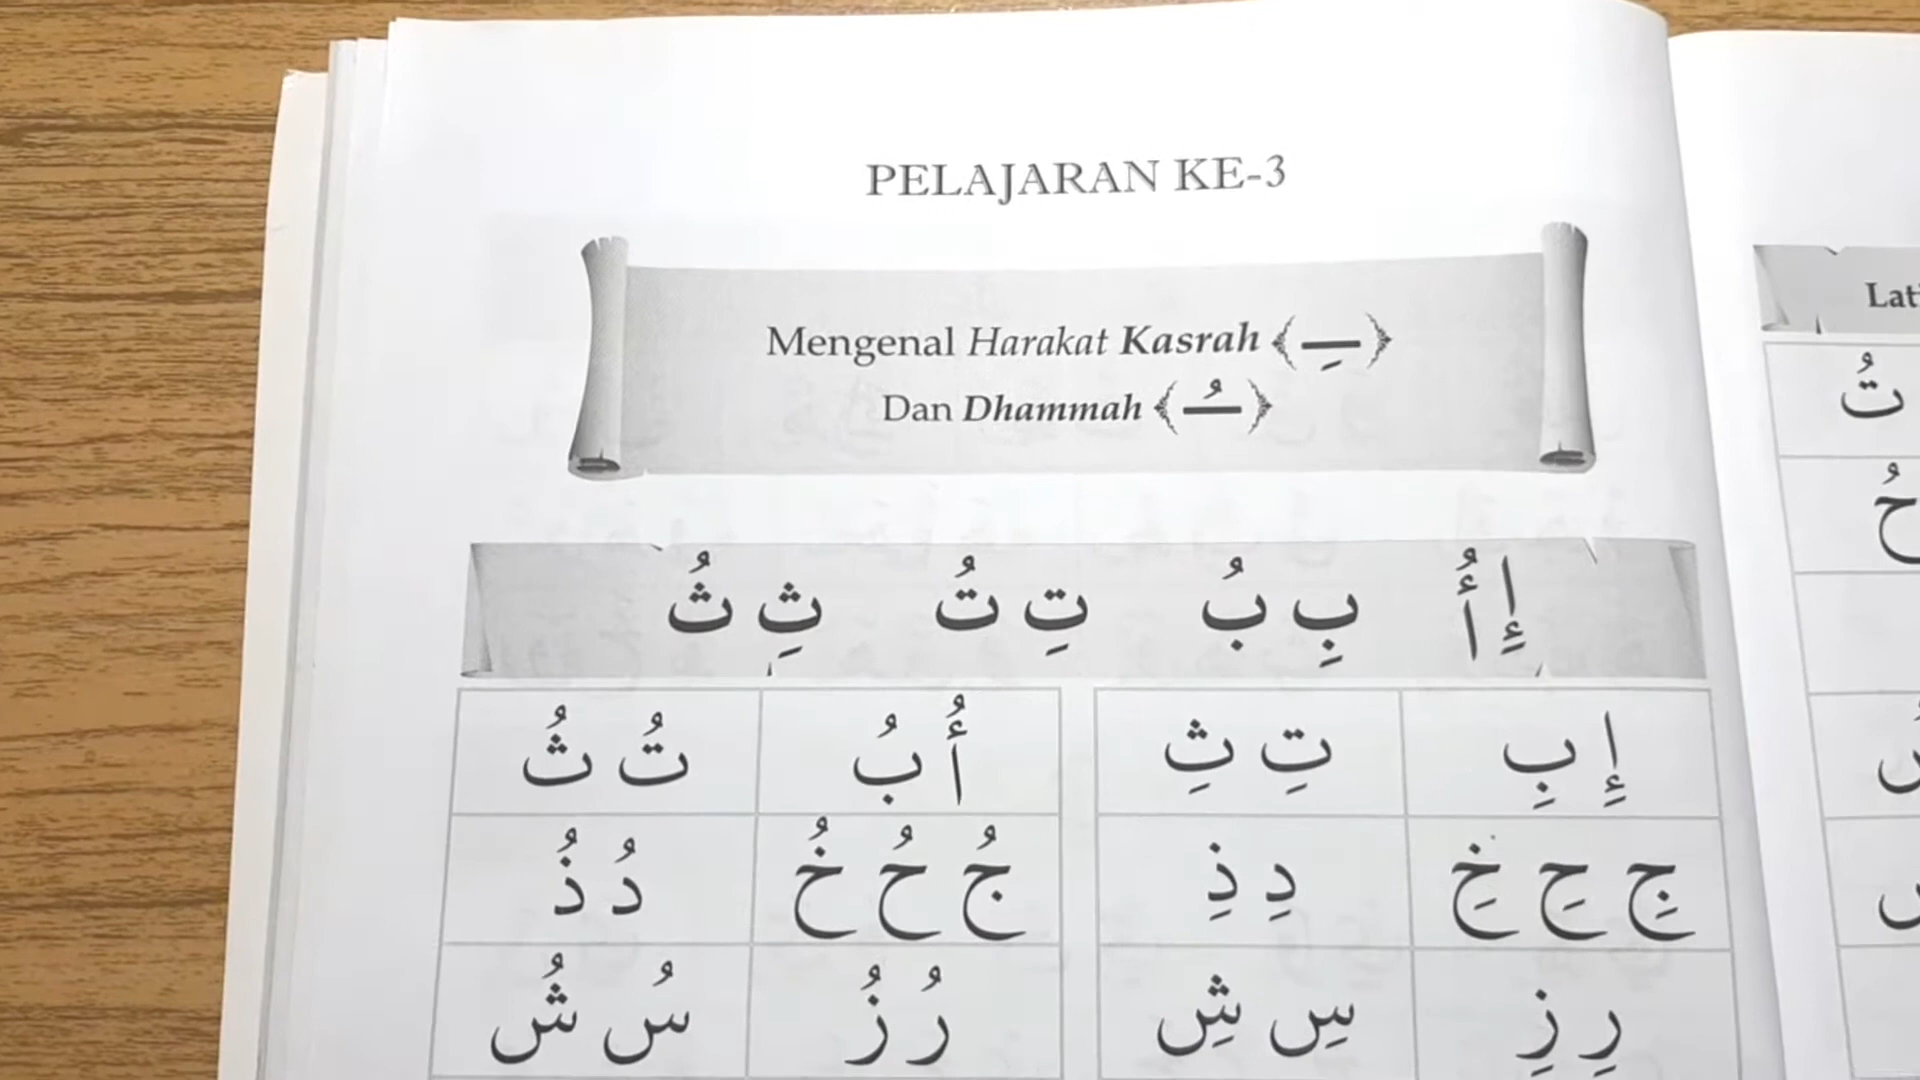 PELAJARAN KE-3
Mengenal Harakat Kasrah ﴿ـِ﴾
Dan Dhammah ﴿ـُ﴾
إِ أُ بِ بُ تِ تُ ثِ ثُ
إِ بِ تِ ثِ أُ بُ تُ ثُ
جِ حِ خِ دِ ذِ جُ حُ خُ دُ ذُ
رِ زِ سِ شِ رُ زُ سُ شُ
تُ
حُ